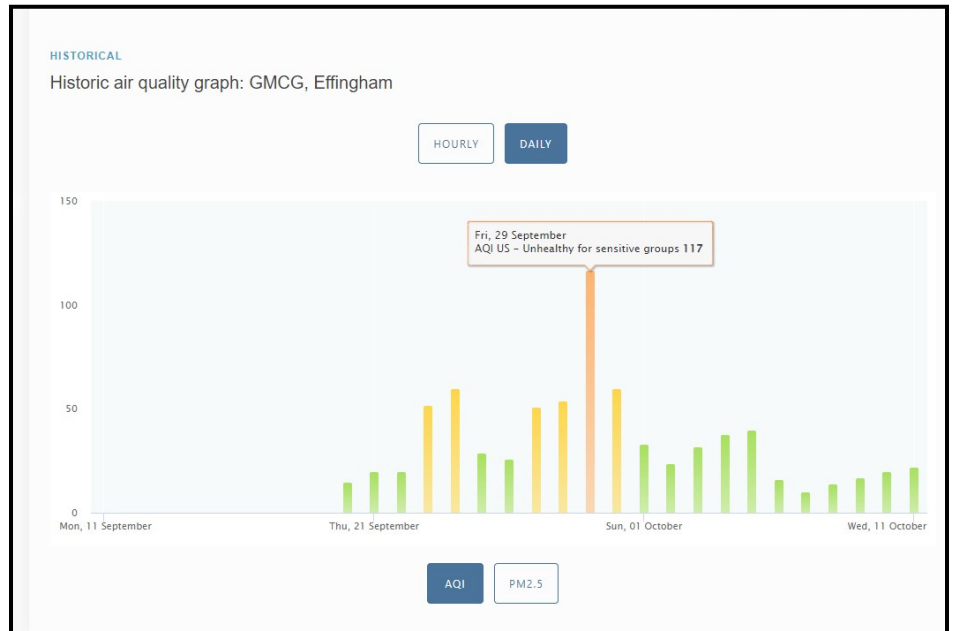 HISTORICAL
Historic air quality graph: GMCG, Effingham
HOURLY
DAILY
150
Fri, 29 September
AQI US – Unhealthy for sensitive groups 117
100
50
0
Mon, 11 September
Thu, 21 September
Sun, 01 October
Wed, 11 October
AQI
PM2.5